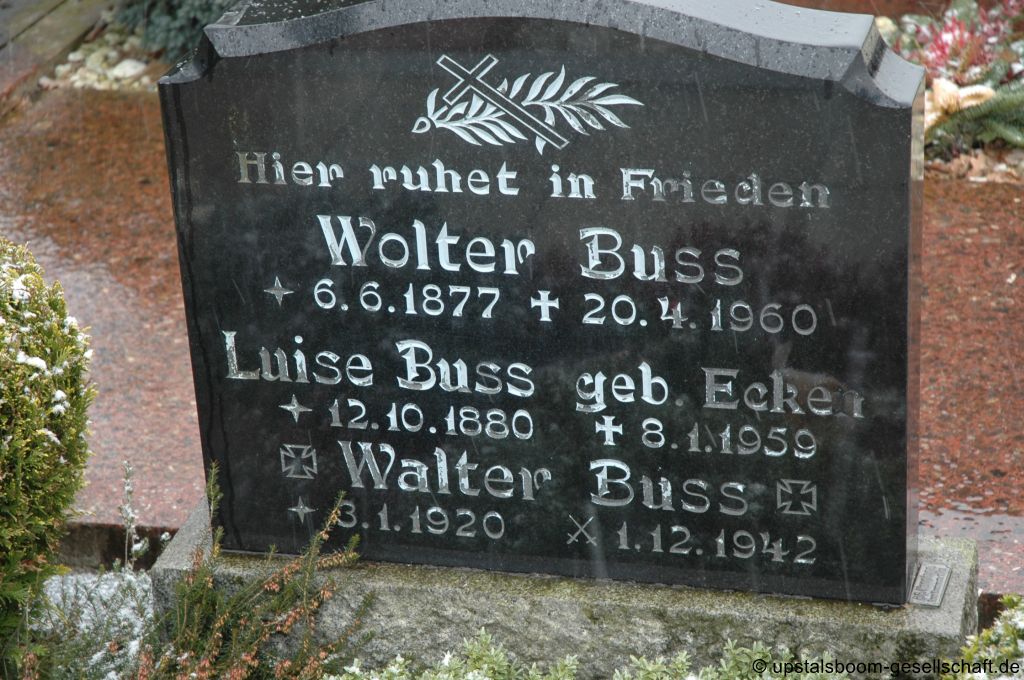 Hier ruhet in Frieden
Wolter Buss
6.6.1877 20.4.1960
Luise Buss geb. Ecken
12.10.1880 8.1.1959
Walter Buss
3.1.1920 1.12.1942
© upstalsboom-gesellschaft.de